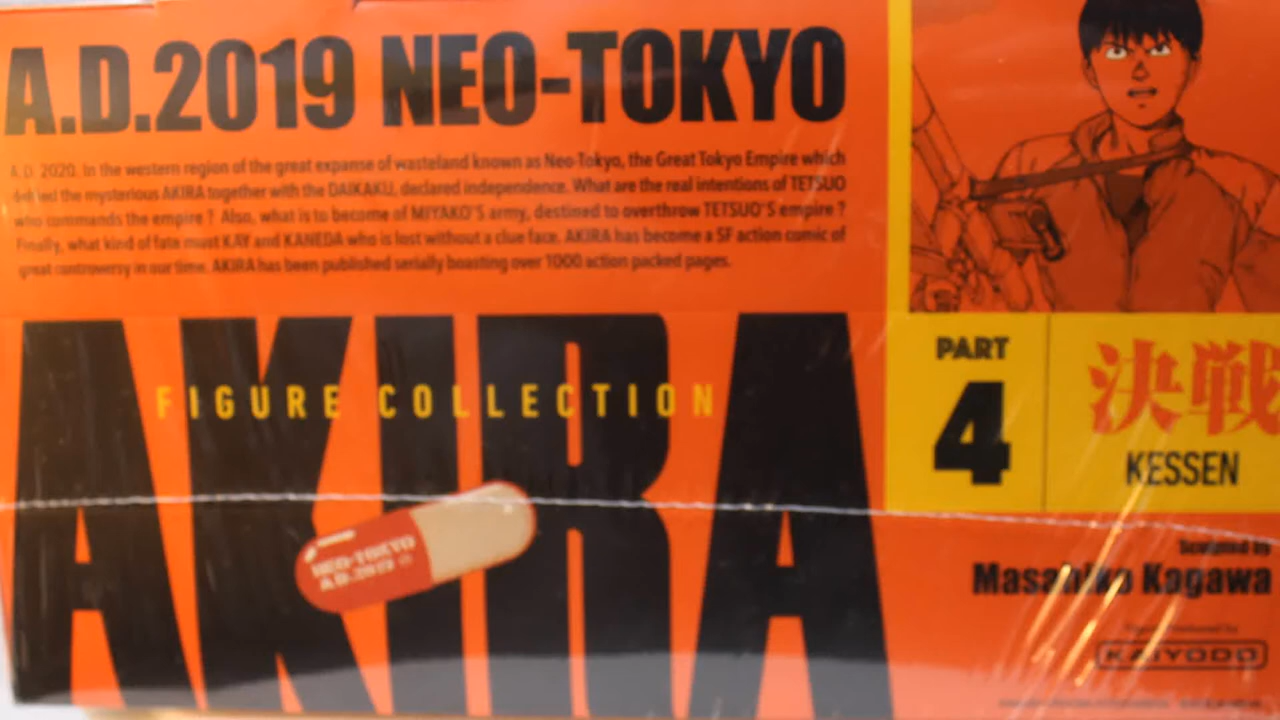 A.D.2019 NEO-TOKYO
A.D. 2020. In the western region of the great expanse of wasteland known as Neo-Tokyo, the Great Tokyo Empire which
the mysterious AKIRA together with the DAIKAKU, declared independence. What are the real intentions of TETSUO
who commands the empire ? Also, what is to become of MIYAKO'S army, destined to overthrow TETSUO'S empire ?
Finally, what kind of fate must KAY and KANEDA who is lost without a clue face. AKIRA has become a SF action comic of
great controversy in our time. AKIRA has been published serially boasting over 1000 action packed pages.
AKIRA
FIGURE COLLECTION
NEO-TOKYO
A.D.2019
PART
4
決戦
KESSEN
Sculpted by
Masahiko Kagawa
KAIYODO